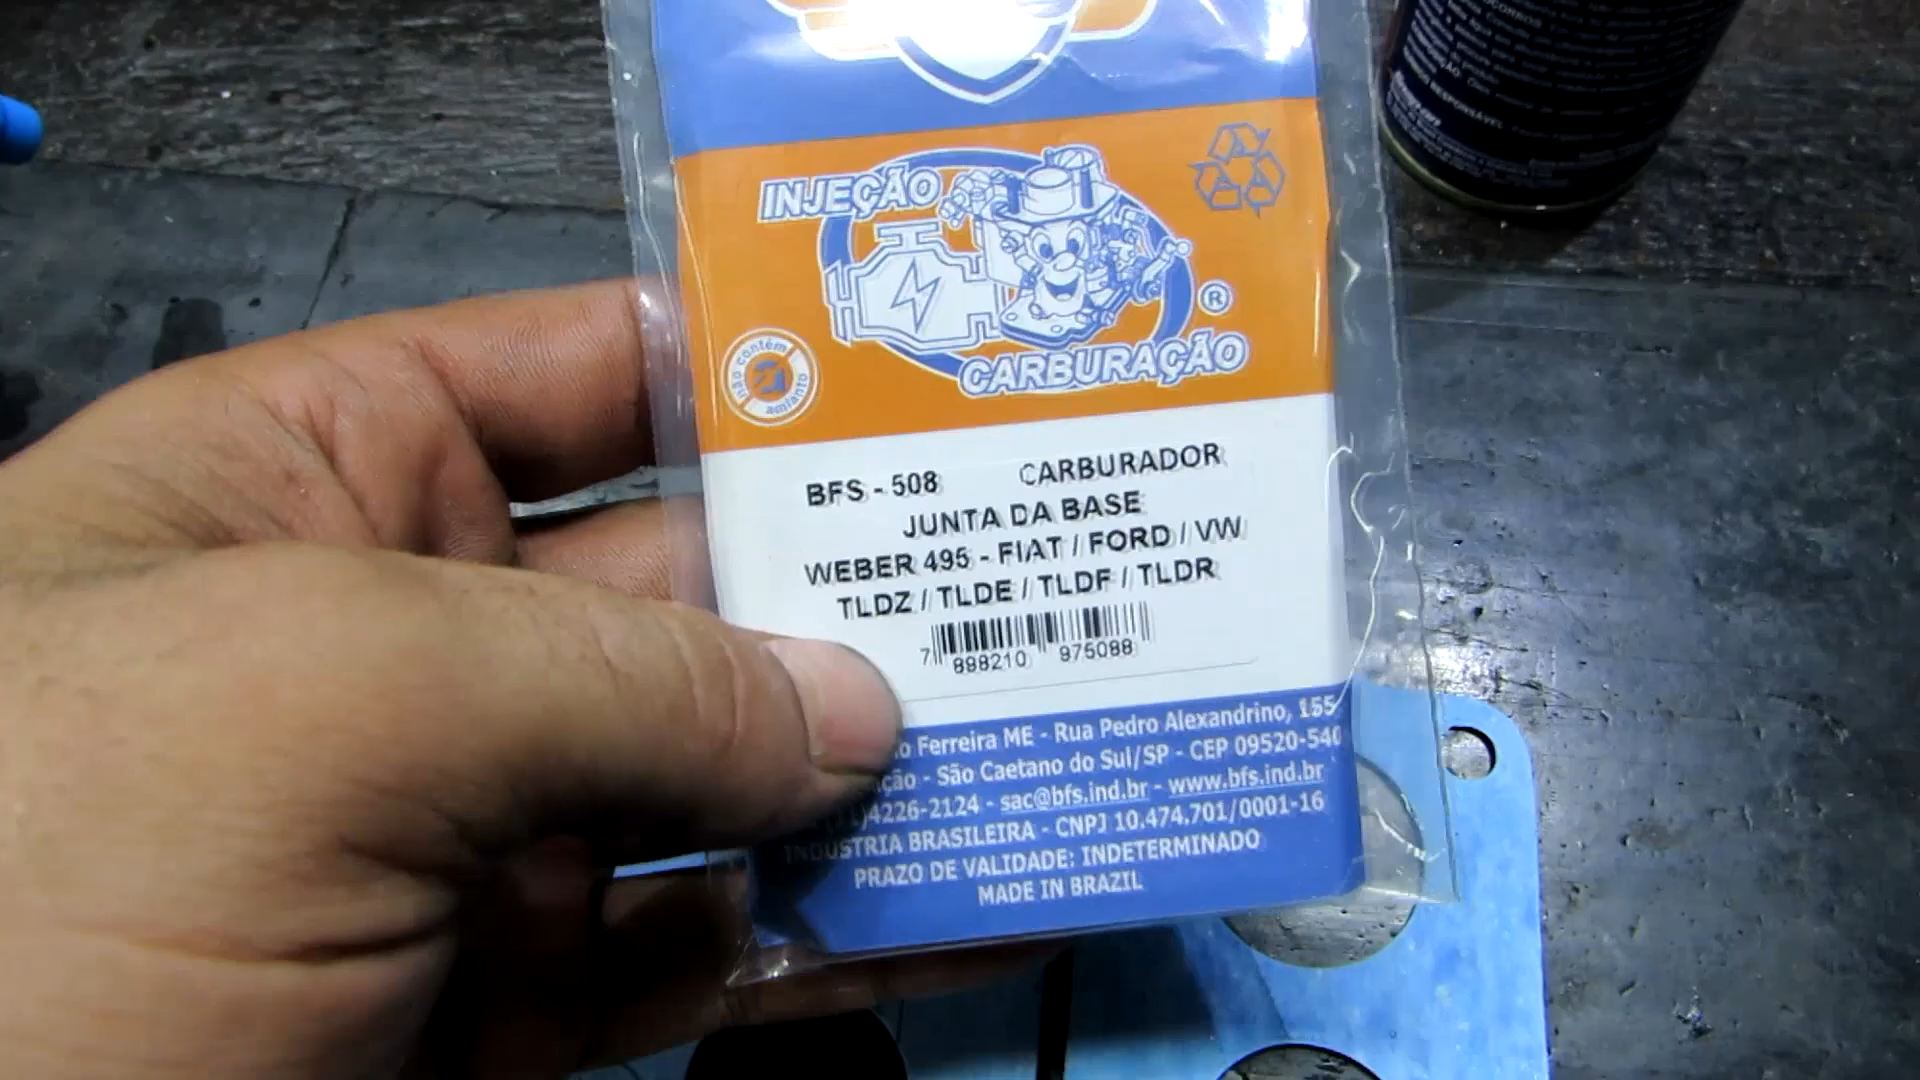 INJEÇÃO
CARBURAÇÃO
®
não contém
amianto
BFS - 508 CARBURADOR
JUNTA DA BASE
WEBER 495 - FIAT / FORD / VW
TLDZ / TLDE / TLDF / TLDR
7 898210 975088
Ferreira ME - Rua Pedro Alexandrino, 155
São Caetano do Sul/SP - CEP 09520-540
4226-2124 - sac@bfs.ind.br - www.bfs.ind.br
INDÚSTRIA BRASILEIRA - CNPJ 10.474.701/0001-16
PRAZO DE VALIDADE: INDETERMINADO
MADE IN BRAZIL
RESPONSÁVEL